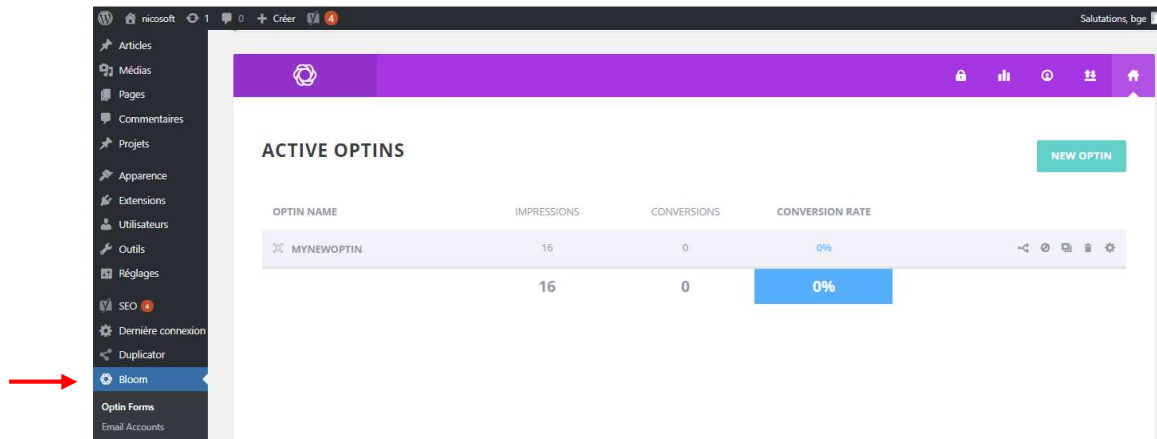 nicosoft 1 0 + Créer 4 Salutations, bge
Articles
Médias
Pages
Commentaires
Projets
Apparence
Extensions
Utilisateurs
Outils
Réglages
SEO 4
Dernière connexion
Duplicator
Bloom
Optin Forms
Email Accounts
ACTIVE OPTINS
NEW OPTIN
OPTIN NAME IMPRESSIONS CONVERSIONS CONVERSION RATE
MYNEWOPTIN 16 0 0%
16 0 0%